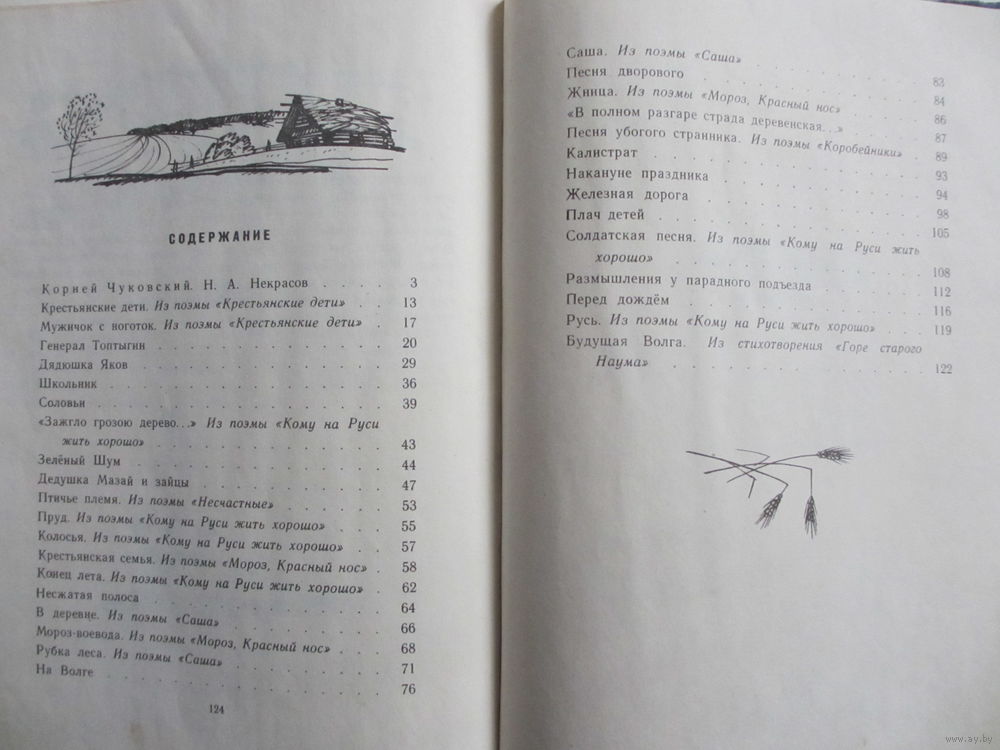 СОДЕРЖАНИЕ
Корней Чуковский. Н. А. Некрасов . . . . 3
Крестьянские дети. Из поэмы «Крестьянские дети» . . 13
Мужичок с ноготок. Из поэмы «Крестьянские дети» . 17
Генерал Топтыгин . . . . . . . . . . 20
Дядюшка Яков . . . . . . . . . . 29
Школьник . . . . . . . . . . 36
Соловьи . . . . . . . . . . 39
«Зажгло грозою дерево...» Из поэмы «Кому на Руси
жить хорошо» . . . . . . . . . . 43
Зелёный Шум . . . . . . . . . . 44
Дедушка Мазай и зайцы . . . . . . . . 47
Птичье племя. Из поэмы «Несчастные» . . . . 53
Пруд. Из поэмы «Кому на Руси жить хорошо» . . 55
Колосья. Из поэмы «Кому на Руси жить хорошо» . . 57
Крестьянская семья. Из поэмы «Мороз, Красный нос» . 58
Конец лета. Из поэмы «Кому на Руси жить хорошо» . 62
Несжатая полоса . . . . . . . . . . 64
В деревне. Из поэмы «Саша» . . . . . . . 66
Мороз-воевода. Из поэмы «Мороз, Красный нос» . . 68
Рубка леса. Из поэмы «Саша» . . . . . . 71
На Волге . . . . . . . . . . 76
124
Саша. Из поэмы «Саша» . . . . . . . 83
Песня дворового . . . . . . . . . . 84
Жница. Из поэмы «Мороз, Красный нос» . . . . 86
«В полном разгаре страда деревенская...» . . . . 87
Песня убогого странника. Из поэмы «Коробейники» . 89
Калистрат . . . . . . . . . . 93
Накануне праздника . . . . . . . . . . 94
Железная дорога . . . . . . . . . . 98
Плач детей . . . . . . . . . . 105
Солдатская песня. Из поэмы «Кому на Руси жить
хорошо» . . . . . . . . . . 108
Размышления у парадного подъезда . . . . . 112
Перед дождём . . . . . . . . . . 116
Русь. Из поэмы «Кому на Руси жить хорошо» . . . 119
Будущая Волга. Из стихотворения «Горе старого
Наума» . . . . . . . . . . 122
www.ay.by